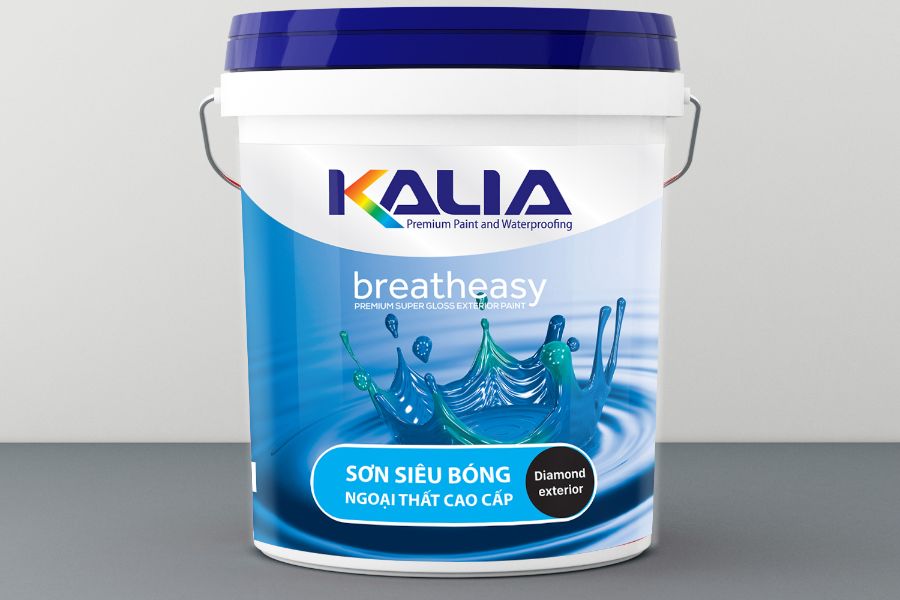 KALIA
Premium Paint and Waterproofing
breatheasy
PREMIUM SUPER GLOSS EXTERIOR PAINT
SƠN SIÊU BÓNG
NGOẠI THẤT CAO CẤP
Diamond
exterior